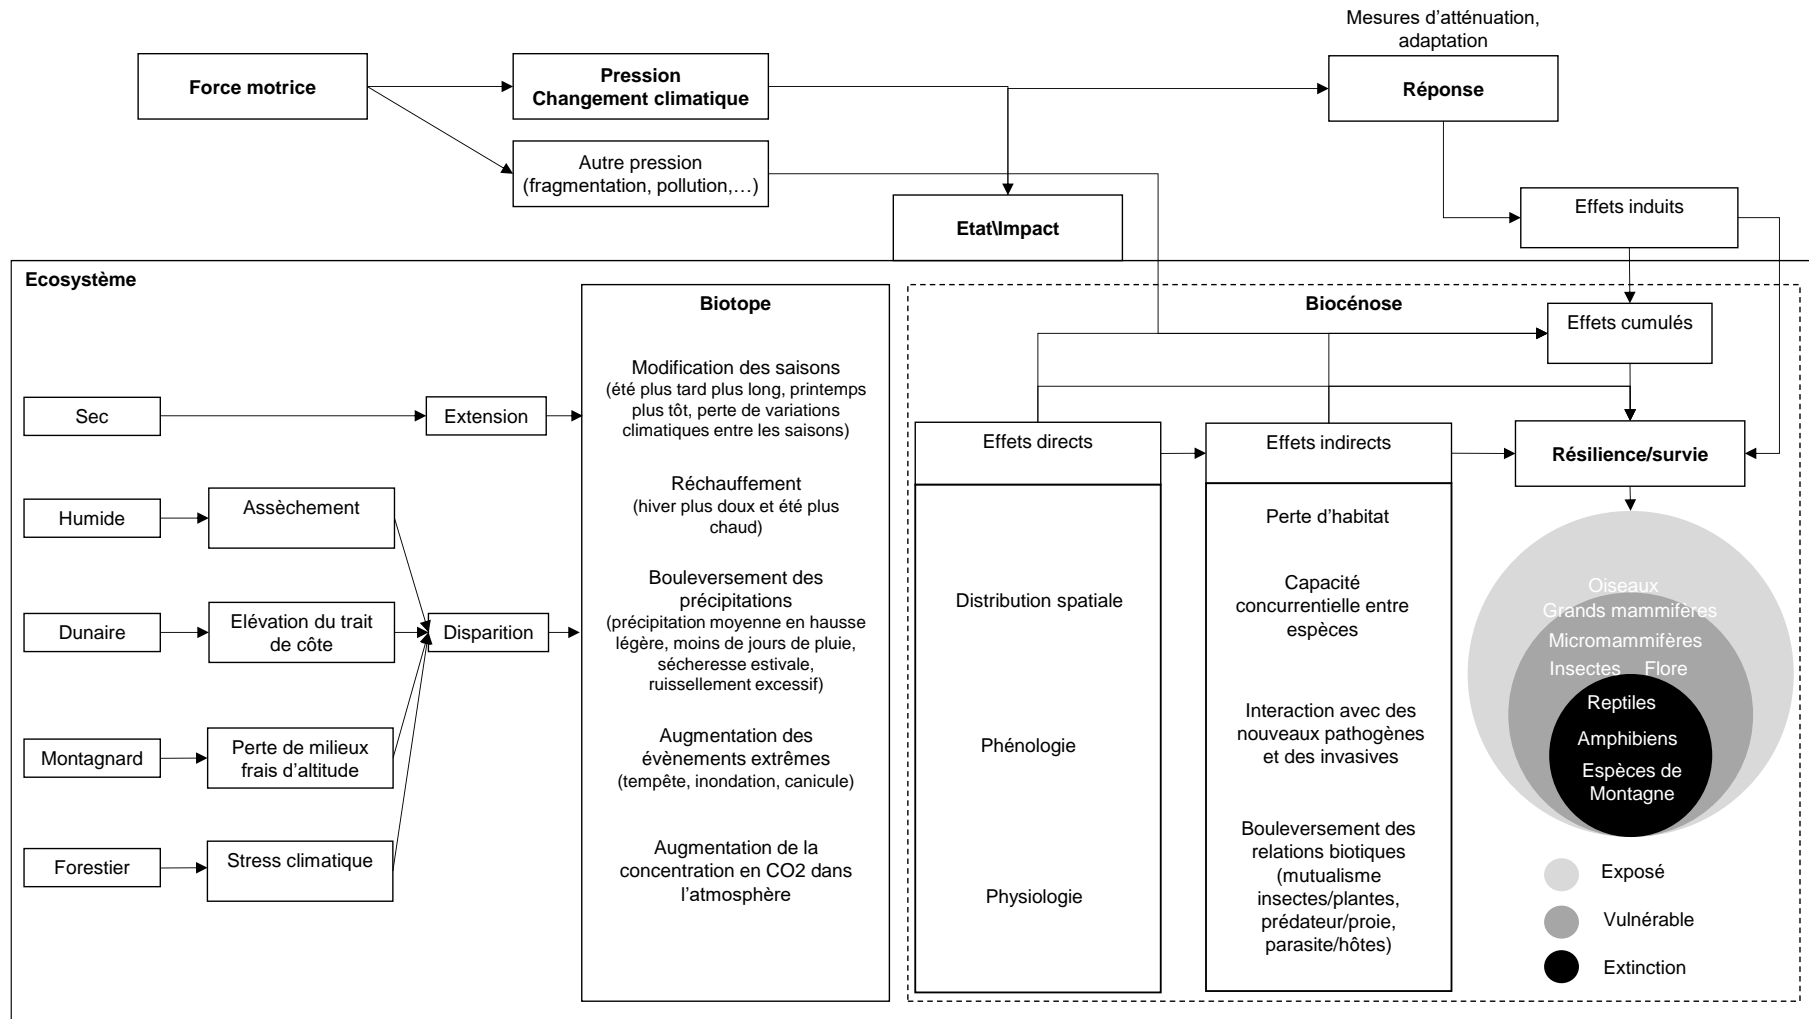 Mesures d'atténuation,
adaptation
Force motrice
Pression
Changement climatique
Réponse
Autre pression
(fragmentation, pollution,…)
Etat\Impact
Effets induits
Ecosystème
Biotope
Modification des saisons
(été plus tard plus long, printemps
plus tôt, perte de variations
climatiques entre les saisons)
Réchauffement
(hiver plus doux et été plus
chaud)
Bouleversement des
précipitations
(précipitation moyenne en hausse
légère, moins de jours de pluie,
sécheresse estivale,
ruissellement excessif)
Augmentation des
évènements extrêmes
(tempête, inondation, canicule)
Augmentation de la
concentration en CO2 dans
l'atmosphère
Sec
Extension
Humide
Assèchement
Dunaire
Elévation du trait
de côte
Disparition
Montagnard
Perte de milieux
frais d'altitude
Forestier
Stress climatique
Biocénose
Effets cumulés
Effets directs
Distribution spatiale
Phénologie
Physiologie
Effets indirects
Perte d'habitat
Capacité
concurrentielle entre
espèces
Interaction avec des
nouveaux pathogènes
et des invasives
Bouleversement des
relations biotiques
(mutualisme
insectes/plantes,
prédateur/proie,
parasite/hôtes)
Résilience/survie
Oiseaux
Grands mammifères
Micromammifères
Insectes Flore
Reptiles
Amphibiens
Espèces de
Montagne
Exposé
Vulnérable
Extinction